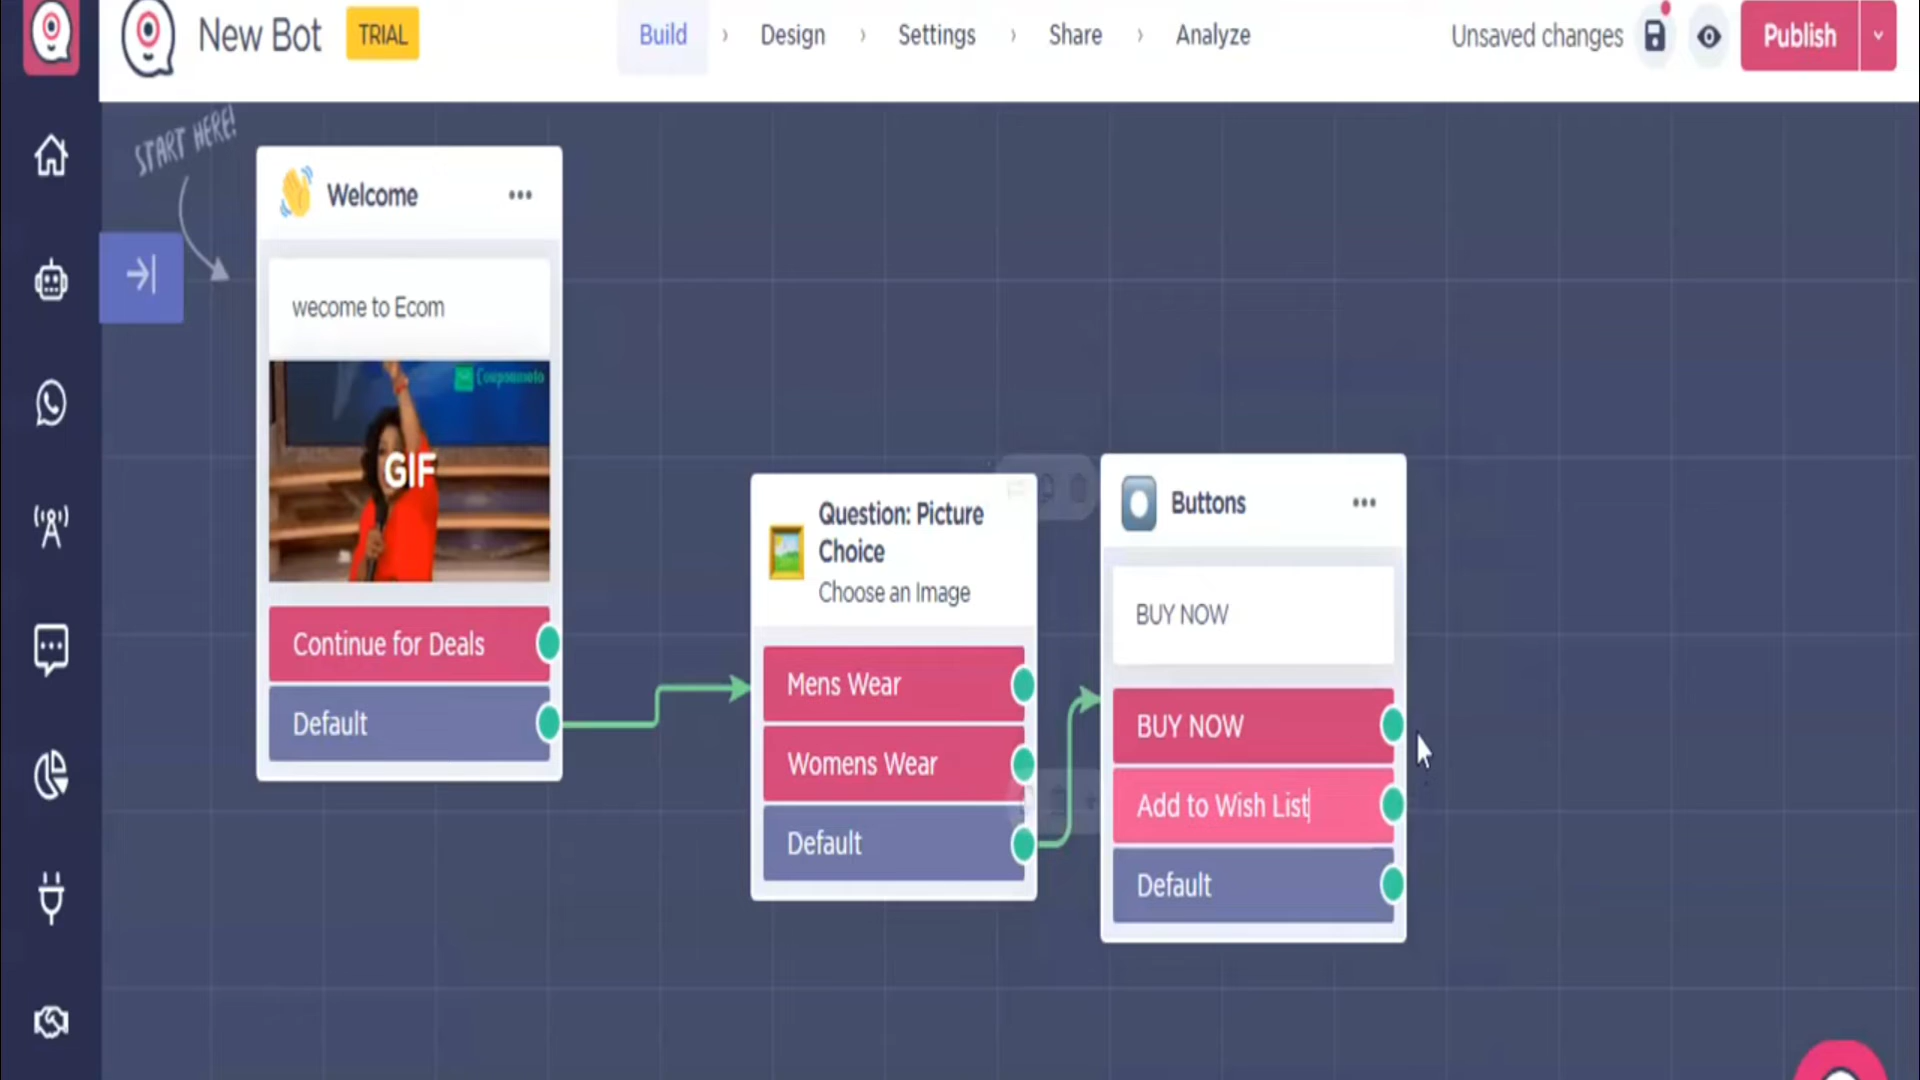 New Bot
TRIAL
Build
Design
Settings
Share
Analyze
Unsaved changes
Publish
START HERE!
Welcome
wecome to Ecom
GIF
Continue for Deals
Default
Question: Picture
Choice
Choose an Image
Mens Wear
Womens Wear
Default
Buttons
BUY NOW
BUY NOW
Add to Wish List
Default